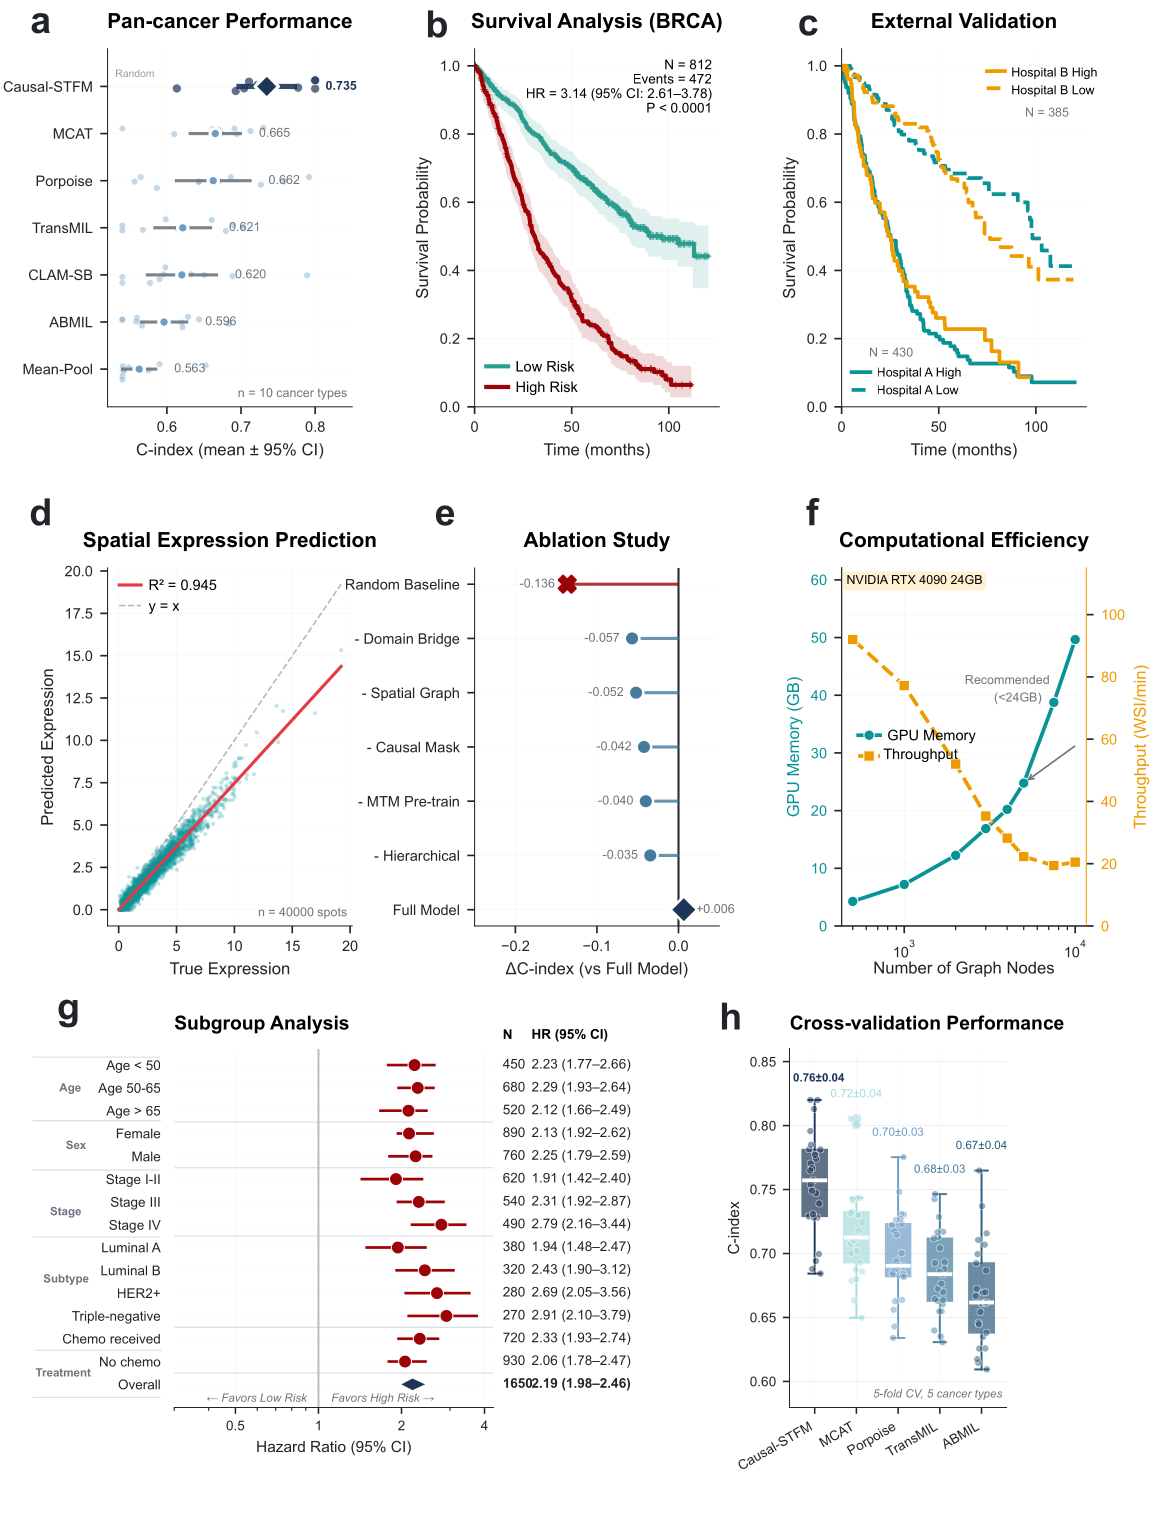 a
Pan-cancer Performance
Random
Causal-STFM
0.735
MCAT
0.665
Porpoise
0.662
TransMIL
0.621
CLAM-SB
0.620
ABMIL
0.596
Mean-Pool
0.563
n = 10 cancer types
0.6 0.7 0.8
C-index (mean ± 95% CI)
b
Survival Analysis (BRCA)
N = 812
Events = 472
HR = 3.14 (95% CI: 2.61–3.78)
P < 0.0001
Survival Probability
1.0
0.8
0.6
0.4
0.2
0.0
Low Risk
High Risk
0 50 100
Time (months)
c
External Validation
Hospital B High
Hospital B Low
N = 385
Survival Probability
1.0
0.8
0.6
0.4
0.2
0.0
N = 430
Hospital A High
Hospital A Low
0 50 100
Time (months)
d
Spatial Expression Prediction
R² = 0.945
y = x
Predicted Expression
20.0
17.5
15.0
12.5
10.0
7.5
5.0
2.5
0.0
n = 40000 spots
0 5 10 15 20
True Expression
e
Ablation Study
Random Baseline
-0.136
- Domain Bridge
-0.057
- Spatial Graph
-0.052
- Causal Mask
-0.042
- MTM Pre-train
-0.040
- Hierarchical
-0.035
Full Model
+0.006
−0.2 −0.1 0.0
ΔC-index (vs Full Model)
f
Computational Efficiency
NVIDIA RTX 4090 24GB
GPU Memory (GB)
60
50
40
30
20
10
0
Recommended
(<24GB)
GPU Memory
Throughput
Throughput (WSI/min)
100
80
60
40
20
0
10³ 10⁴
Number of Graph Nodes
g
Subgroup Analysis
N HR (95% CI)
Age
Age < 50 450 2.23 (1.77–2.66)
Age 50-65 680 2.29 (1.93–2.64)
Age > 65 520 2.12 (1.66–2.49)
Sex
Female 890 2.13 (1.92–2.62)
Male 760 2.25 (1.79–2.59)
Stage
Stage I-II 620 1.91 (1.42–2.40)
Stage III 540 2.31 (1.92–2.87)
Stage IV 490 2.79 (2.16–3.44)
Subtype
Luminal A 380 1.94 (1.48–2.47)
Luminal B 320 2.43 (1.90–3.12)
HER2+ 280 2.69 (2.05–3.56)
Triple-negative 270 2.91 (2.10–3.79)
Treatment
Chemo received 720 2.33 (1.93–2.74)
No chemo 930 2.06 (1.78–2.47)
Overall 1650 2.19 (1.98–2.46)
← Favors Low Risk Favors High Risk →
0.5 1 2 4
Hazard Ratio (95% CI)
h
Cross-validation Performance
C-index
0.85
0.80
0.75
0.70
0.65
0.60
0.76±0.04
0.72±0.04
0.70±0.03
0.68±0.03
0.67±0.04
5-fold CV, 5 cancer types
Causal-STFM
MCAT
Porpoise
TransMIL
ABMIL